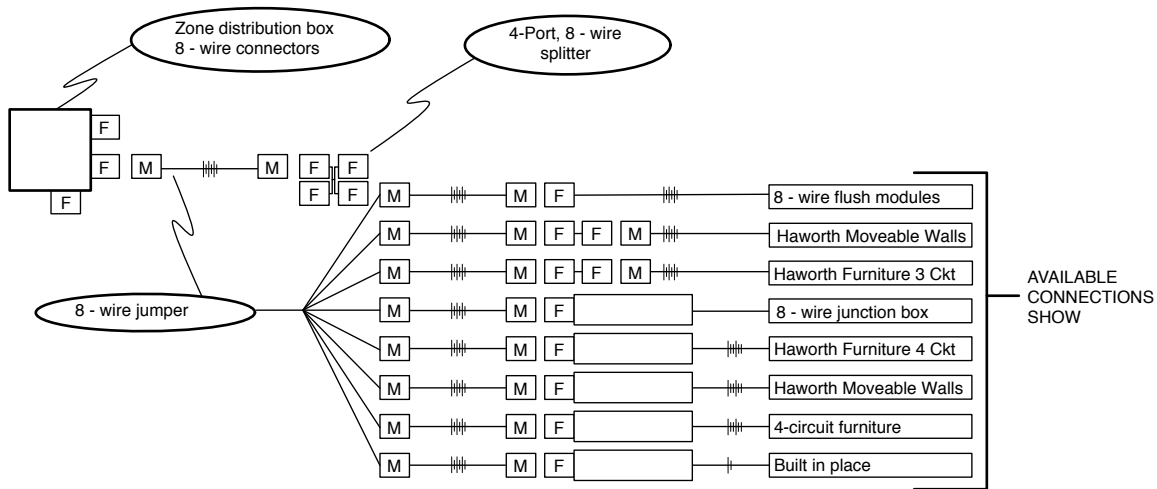 Zone distribution box
8 - wire connectors
4-Port, 8 - wire
splitter
F
F M M F F
F F F
M M F 8 - wire flush modules
M M F F M Haworth Moveable Walls
M M F F M Haworth Furniture 3 Ckt
8 - wire jumper
M M F 8 - wire junction box
M M F Haworth Furniture 4 Ckt
M M F Haworth Moveable Walls
M M F 4-circuit furniture
M M F Built in place
AVAILABLE
CONNECTIONS
SHOW